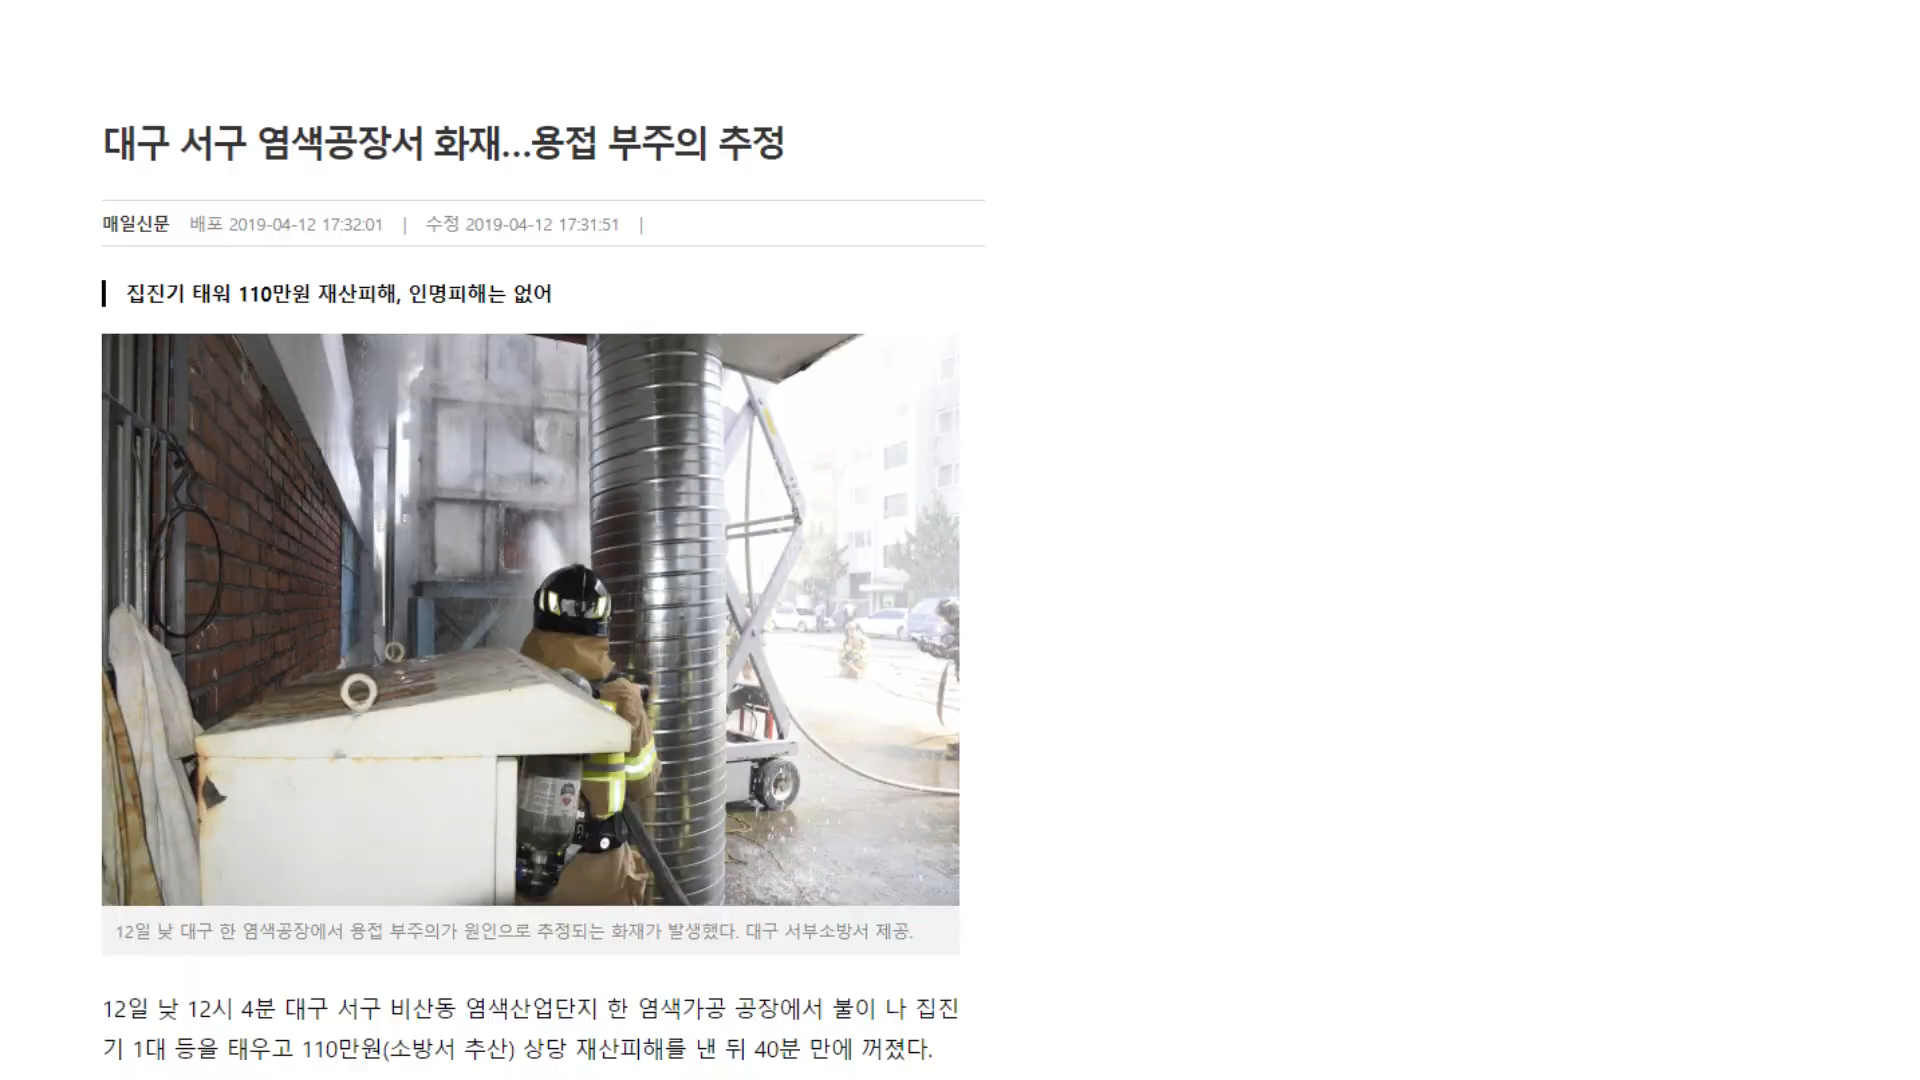 대구 서구 염색공장서 화재...용접 부주의 추정
매일신문 배포 2019-04-12 17:32:01 | 수정 2019-04-12 17:31:51 |
집진기 태워 110만원 재산피해, 인명피해는 없어
12일 낮 대구 한 염색공장에서 용접 부주의가 원인으로 추정되는 화재가 발생했다. 대구 서부소방서 제공.
12일 낮 12시 4분 대구 서구 비산동 염색산업단지 한 염색가공 공장에서 불이 나 집진
기 1대 등을 태우고 110만원(소방서 추산) 상당 재산피해를 낸 뒤 40분 만에 꺼졌다.